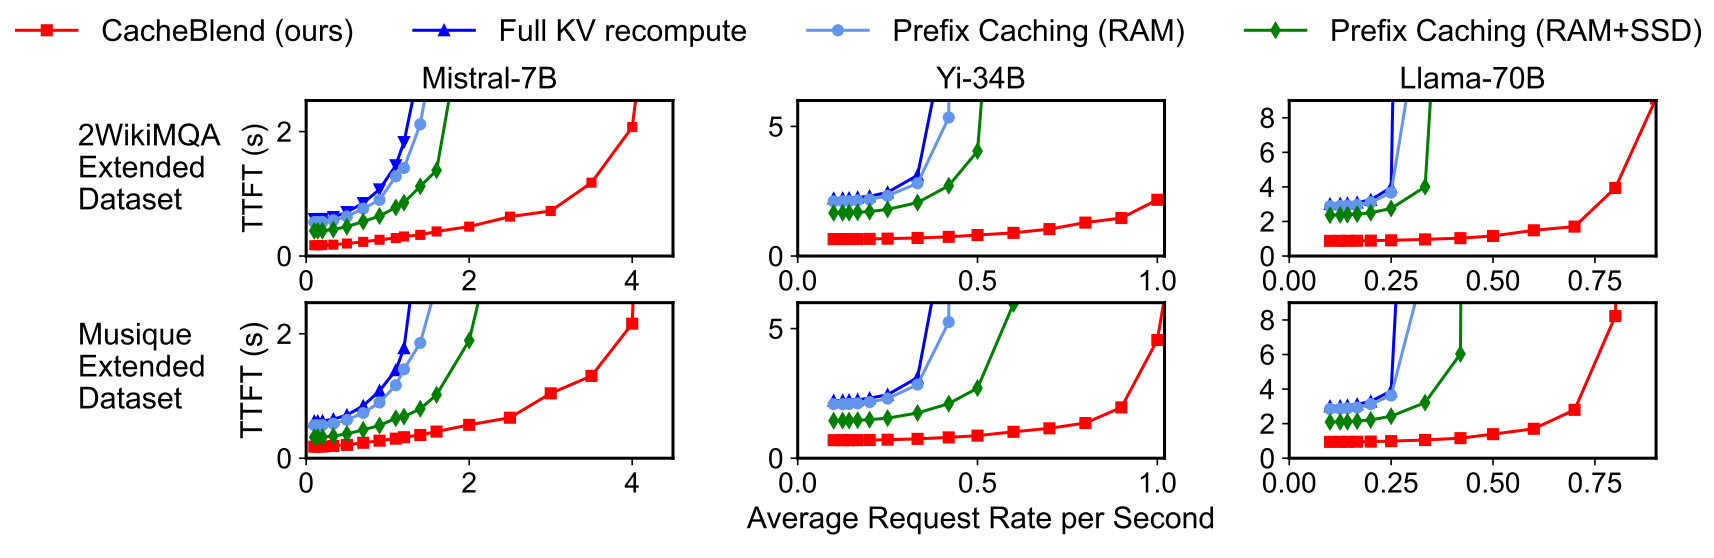 CacheBlend (ours) Full KV recompute Prefix Caching (RAM) Prefix Caching (RAM+SSD)
Mistral-7B Yi-34B Llama-70B
2WikiMQA
Extended
Dataset
TTFT (s)
2
0
0 2 4
5
0
0.0 0.5 1.0
8
6
4
2
0
0.00 0.25 0.50 0.75
Musique
Extended
Dataset
TTFT (s)
2
0
0 2 4
5
0
0.0 0.5 1.0
8
6
4
2
0
0.00 0.25 0.50 0.75
Average Request Rate per Second